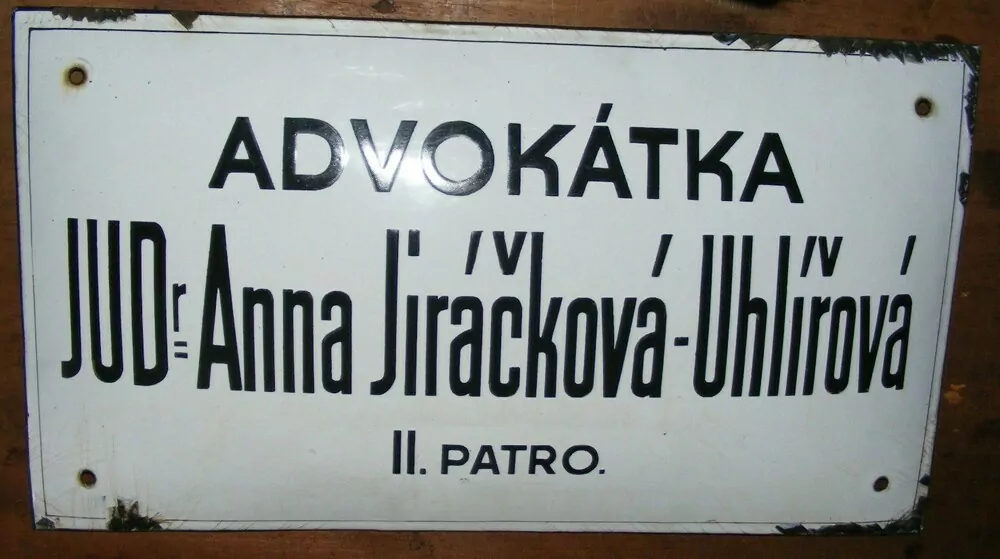 ADVOKÁTKA
JUDr Anna Jiráčková-Uhlířová
II. PATRO.